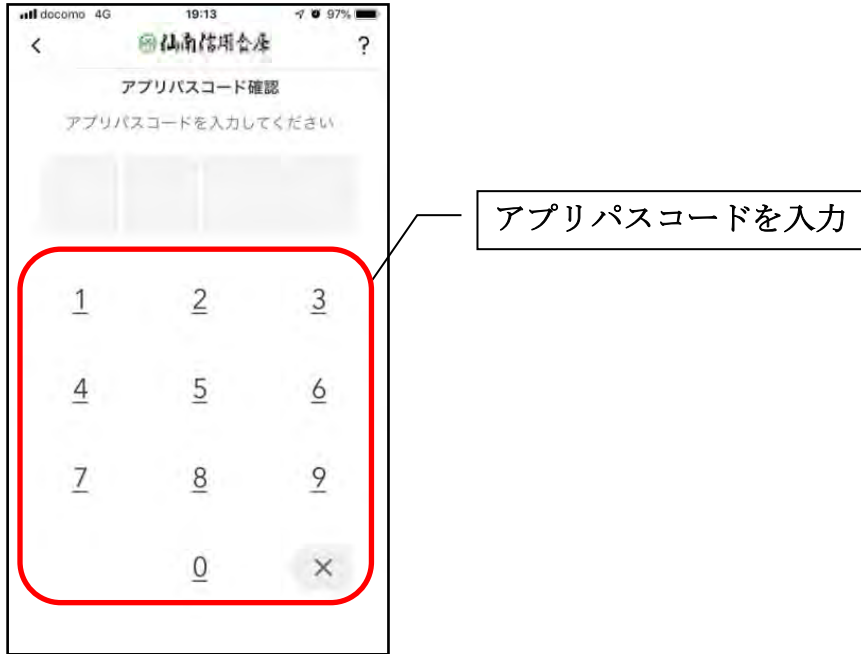 docomo 4G 19:13 97%
< 仙南信用金庫 ?
アプリパスコード確認
アプリパスコードを入力してください
アプリパスコードを入力
1 2 3
4 5 6
7 8 9
0 ×